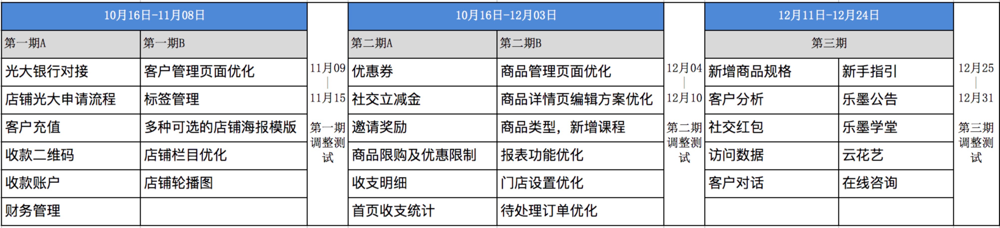 10月16日-11月08日
10月16日-12月03日
12月11日-12月24日
第一期A
第一期B
第二期A
第二期B
第三期
光大银行对接
客户管理页面优化
11月09
|
11月15
第一期
调整测
试
优惠券
商品管理页面优化
12月04
|
12月10
第二期
调整测
试
新增商品规格
新手指引
12月25
|
12月31
第三期
调整测
试
店铺光大申请流程
标签管理
社交立减金
商品详情页编辑方案优化
客户分析
乐墨公告
客户充值
多种可选的店铺海报模版
邀请奖励
商品类型，新增课程
社交红包
乐墨学堂
收款二维码
店铺栏目优化
商品限购及优惠限制
报表功能优化
访问数据
云花艺
收款账户
店铺轮播图
收支明细
门店设置优化
客户对话
在线咨询
财务管理
首页收支统计
待处理订单优化